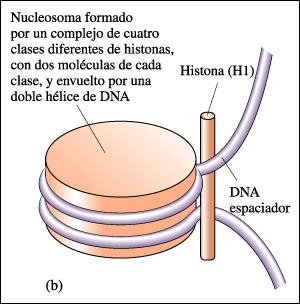 Nucleosoma formado
por un complejo de cuatro
clases diferentes de histonas,
con dos moléculas de cada
clase, y envuelto por una
doble hélice de DNA
Histona (H1)
DNA
espaciador
(b)